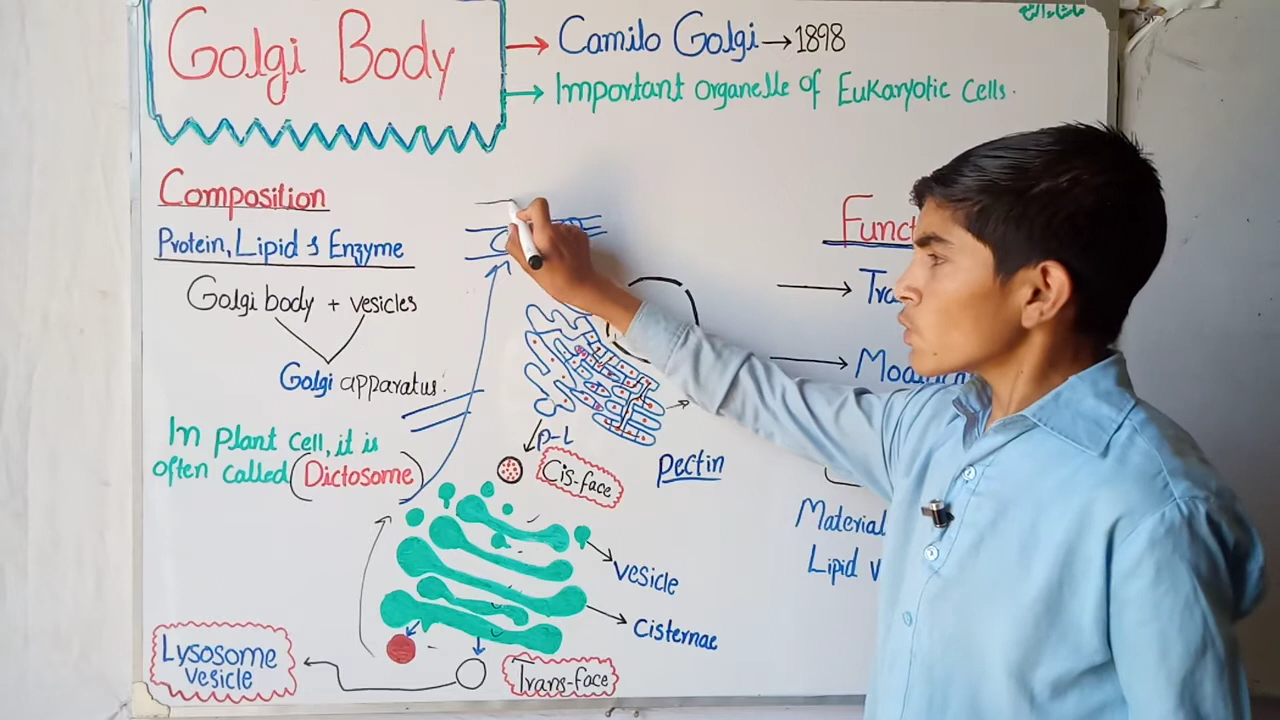 Golgi Body
Camilo Golgi → 1898
Important organelle of Eukaryotic Cells.
Composition
Protein, Lipid & Enzyme
Golgi body + vesicles
Golgi apparatus.
In Plant cell, it is
often called (Dictosome)
P-L
Cis-face
Pectin
Vesicle
Cisternae
Trans-face
Lysosome
vesicle
Funct
Material
Lipid v